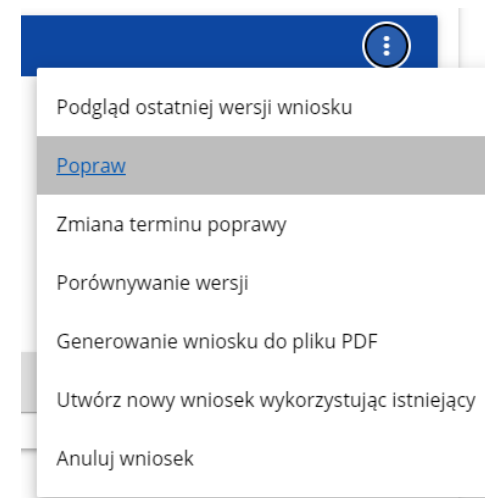 Podgląd ostatniej wersji wniosku
Popraw
Zmiana terminu poprawy
Porównywanie wersji
Generowanie wniosku do pliku PDF
Utwórz nowy wniosek wykorzystując istniejący
Anuluj wniosek